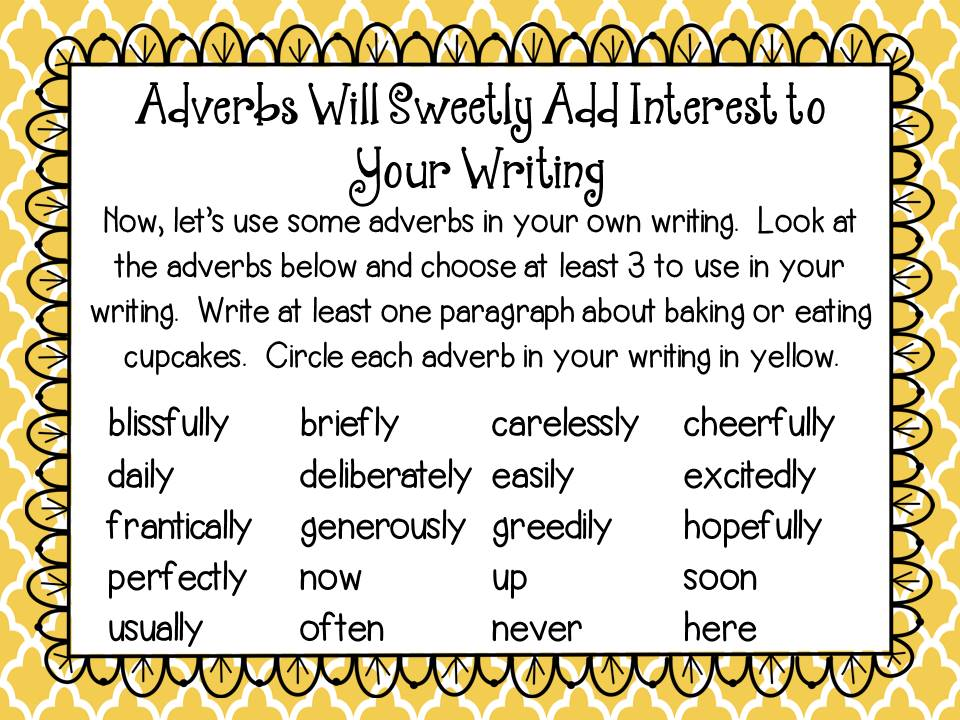 Adverbs Will Sweetly Add Interest to
Your Writing
Now, let's use some adverbs in your own writing.  Look at
the adverbs below and choose at least 3 to use in your
writing.  Write at least one paragraph about baking or eating
cupcakes.  Circle each adverb in your writing in yellow.
blissfully briefly carelessly cheerfully
daily deliberately easily excitedly
frantically generously greedily hopefully
perfectly now up soon
usually often never here